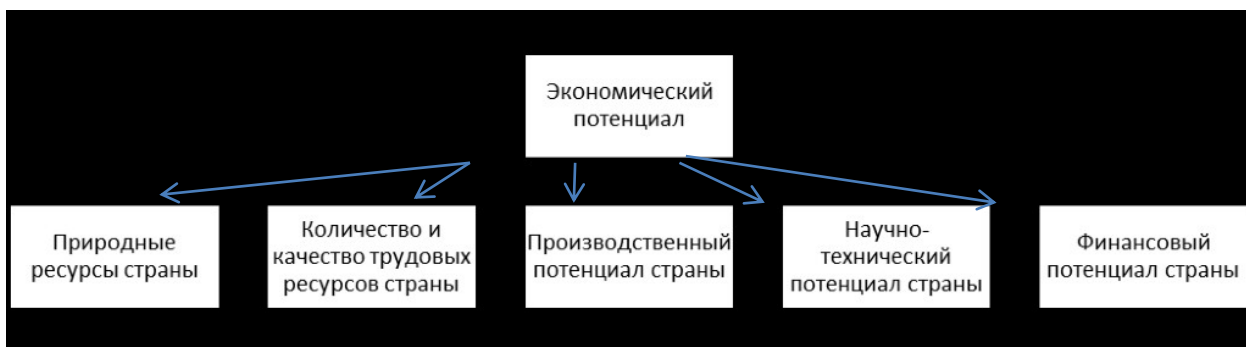 Экономический
потенциал
Природные
ресурсы страны
Количество и
качество трудовых
ресурсов страны
Производственный
потенциал страны
Научно-
технический
потенциал страны
Финансовый
потенциал страны